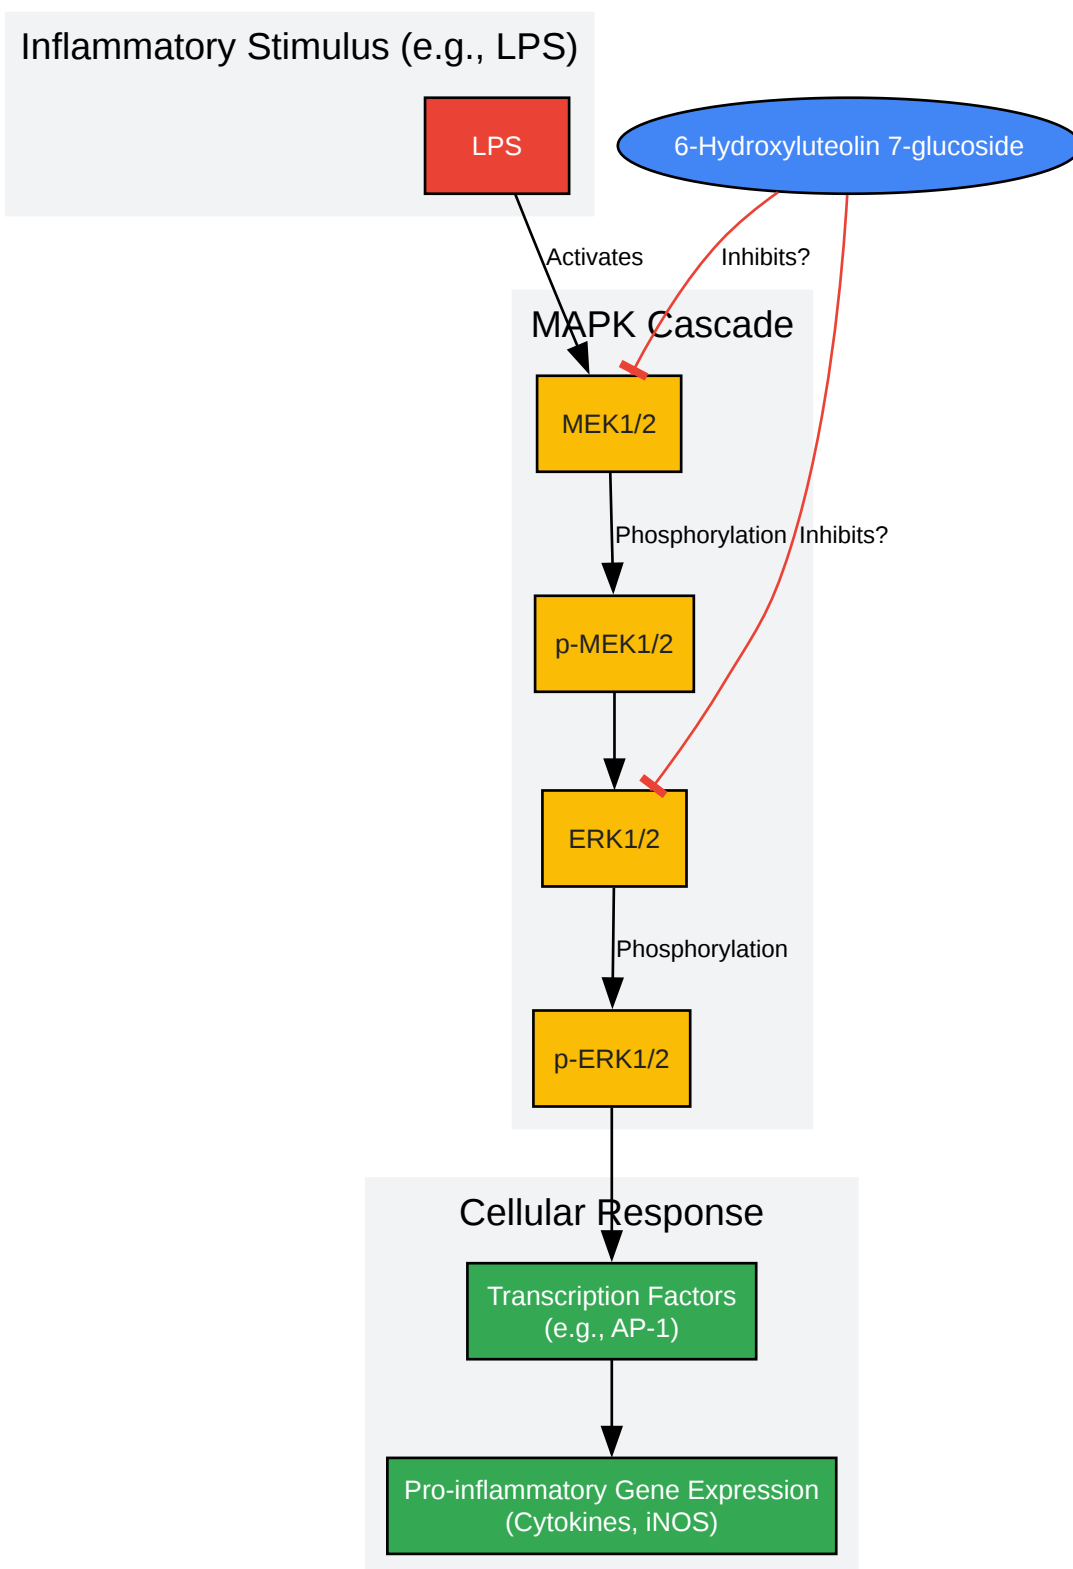 Inflammatory Stimulus (e.g., LPS)
LPS
6-Hydroxyluteolin 7-glucoside
Activates
Inhibits?
MAPK Cascade
MEK1/2
Phosphorylation
Inhibits?
p-MEK1/2
ERK1/2
Phosphorylation
p-ERK1/2
Cellular Response
Transcription Factors
(e.g., AP-1)
Pro-inflammatory Gene Expression
(Cytokines, iNOS)